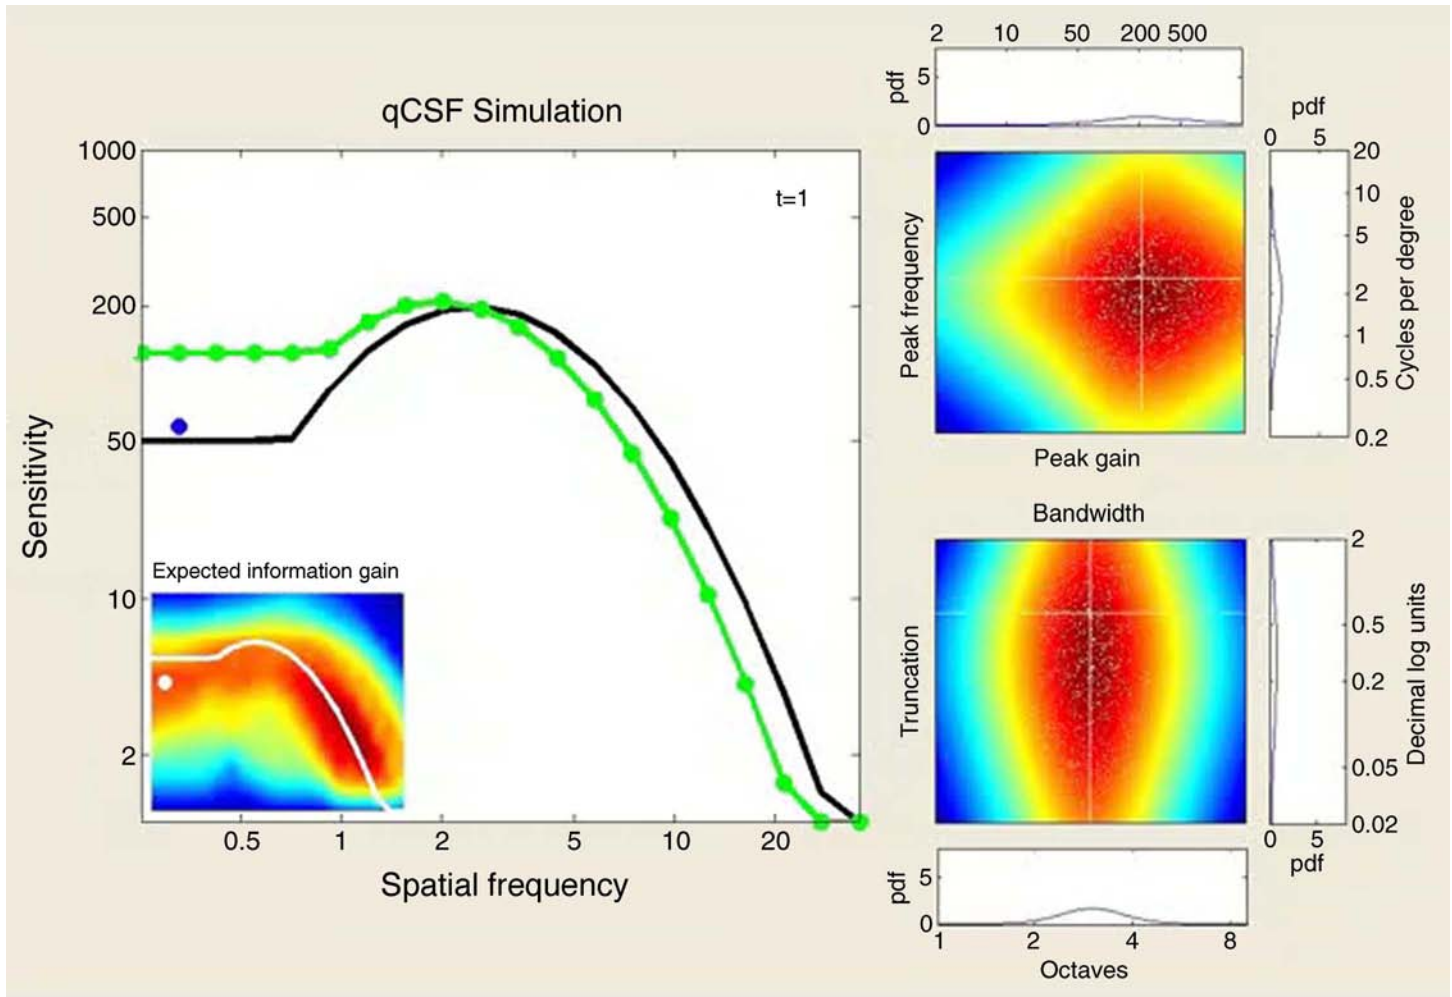 qCSF Simulation
t=1
1000
500
200
50
10
2
Sensitivity
Expected information gain
0.5 1 2 5 10 20
Spatial frequency
2 10 50 200 500
pdf
5
0
pdf
0 5
Peak frequency
20
10
5
2
1
0.5
0.2
Cycles per degree
Peak gain
Bandwidth
Truncation
2
0.5
0.2
0.05
0.02
Decimal log units
0 5
pdf
pdf
5
0
1 2 4 8
Octaves